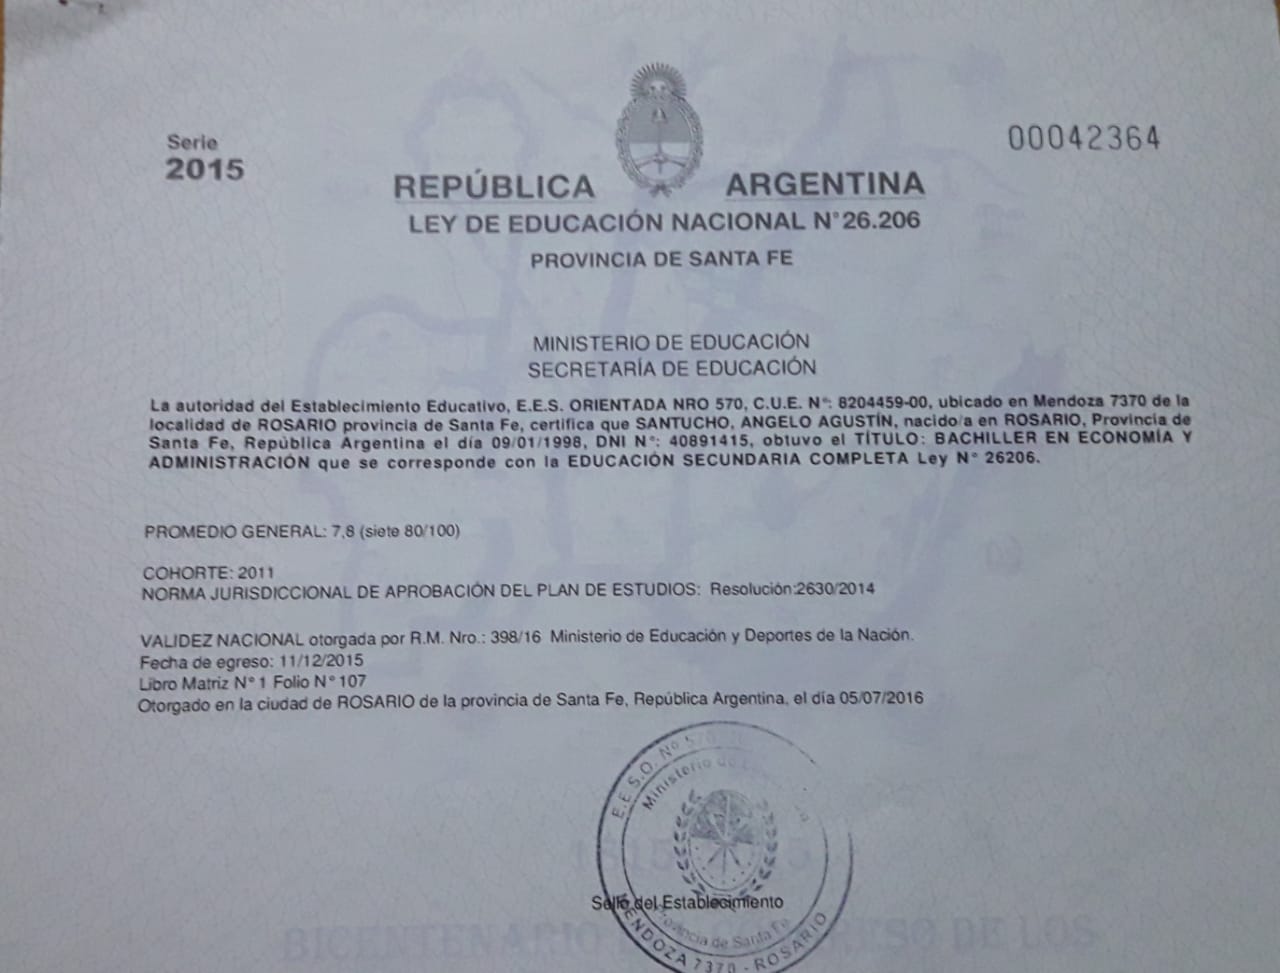 Serie
2015
00042364
REPÚBLICA ARGENTINA
LEY DE EDUCACIÓN NACIONAL N°26.206
PROVINCIA DE SANTA FE
MINISTERIO DE EDUCACIÓN
SECRETARÍA DE EDUCACIÓN
La autoridad del Establecimiento Educativo, E.E.S. ORIENTADA NRO 570, C.U.E. N°: 8204459-00, ubicado en Mendoza 7370 de la
localidad de ROSARIO provincia de Santa Fe, certifica que SANTUCHO, ANGELO AGUSTÍN, nacido/a en ROSARIO, Provincia de
Santa Fe, República Argentina el día 09/01/1998, DNI N°: 40891415, obtuvo el TÍTULO: BACHILLER EN ECONOMÍA Y
ADMINISTRACIÓN que se corresponde con la EDUCACIÓN SECUNDARIA COMPLETA Ley N° 26206.
PROMEDIO GENERAL: 7,8 (siete 80/100)
COHORTE: 2011
NORMA JURISDICCIONAL DE APROBACIÓN DEL PLAN DE ESTUDIOS: Resolución:2630/2014
VALIDEZ NACIONAL otorgada por R.M. Nro.: 398/16 Ministerio de Educación y Deportes de la Nación.
Fecha de egreso: 11/12/2015
Libro Matriz N° 1 Folio N° 107
Otorgado en la ciudad de ROSARIO de la provincia de Santa Fe, República Argentina, el día 05/07/2016
E.E.S.O. Nº 570
Ministerio de
Sello del Establecimiento
Provincia de Santa Fe
MENDOZA 7370 - ROSARIO
BICENTENARIO DE LOS